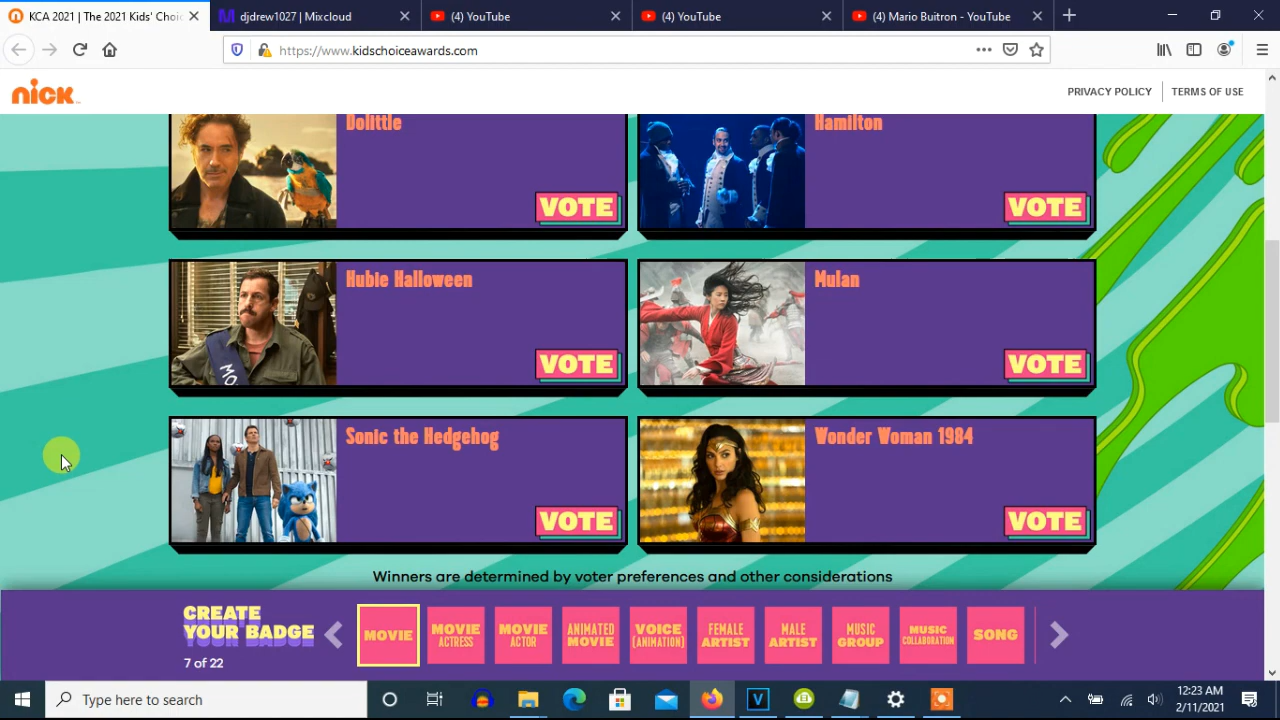 KCA 2021 | The 2021 Kids' Choi
djdrew1027 | Mixcloud
(4) YouTube
(4) YouTube
(4) Mario Buitron - YouTube
https://www.kidschoiceawards.com
nick
PRIVACY POLICY
TERMS OF USE
Dolittle
VOTE
Hamilton
VOTE
Hubie Halloween
MO
VOTE
Mulan
VOTE
Sonic the Hedgehog
VOTE
Wonder Woman 1984
VOTE
Winners are determined by voter preferences and other considerations
CREATE
YOUR BADGE
7 of 22
MOVIE
MOVIE
ACTRESS
MOVIE
ACTOR
ANIMATED
MOVIE
VOICE
(ANIMATION)
FEMALE
ARTIST
MALE
ARTIST
MUSIC
GROUP
MUSIC
COLLABORATION
SONG
Type here to search
V
12:23 AM
2/11/2021